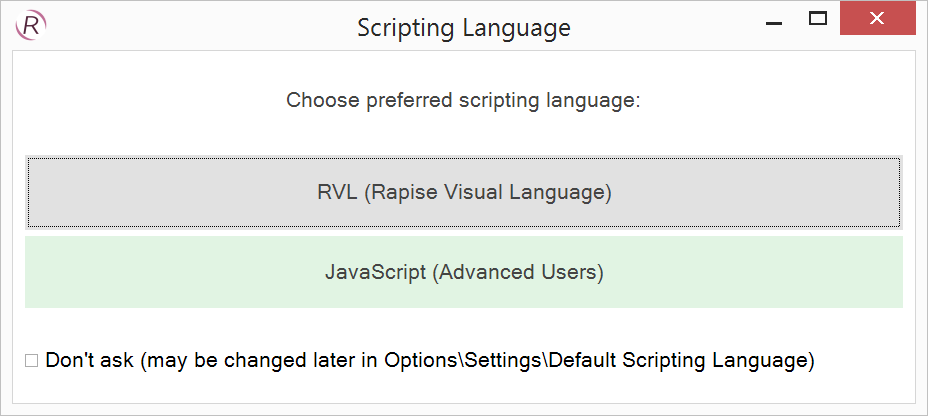 R
Scripting Language
Choose preferred scripting language:
RVL (Rapise Visual Language)
JavaScript (Advanced Users)
Don't ask (may be changed later in Options\Settings\Default Scripting Language)